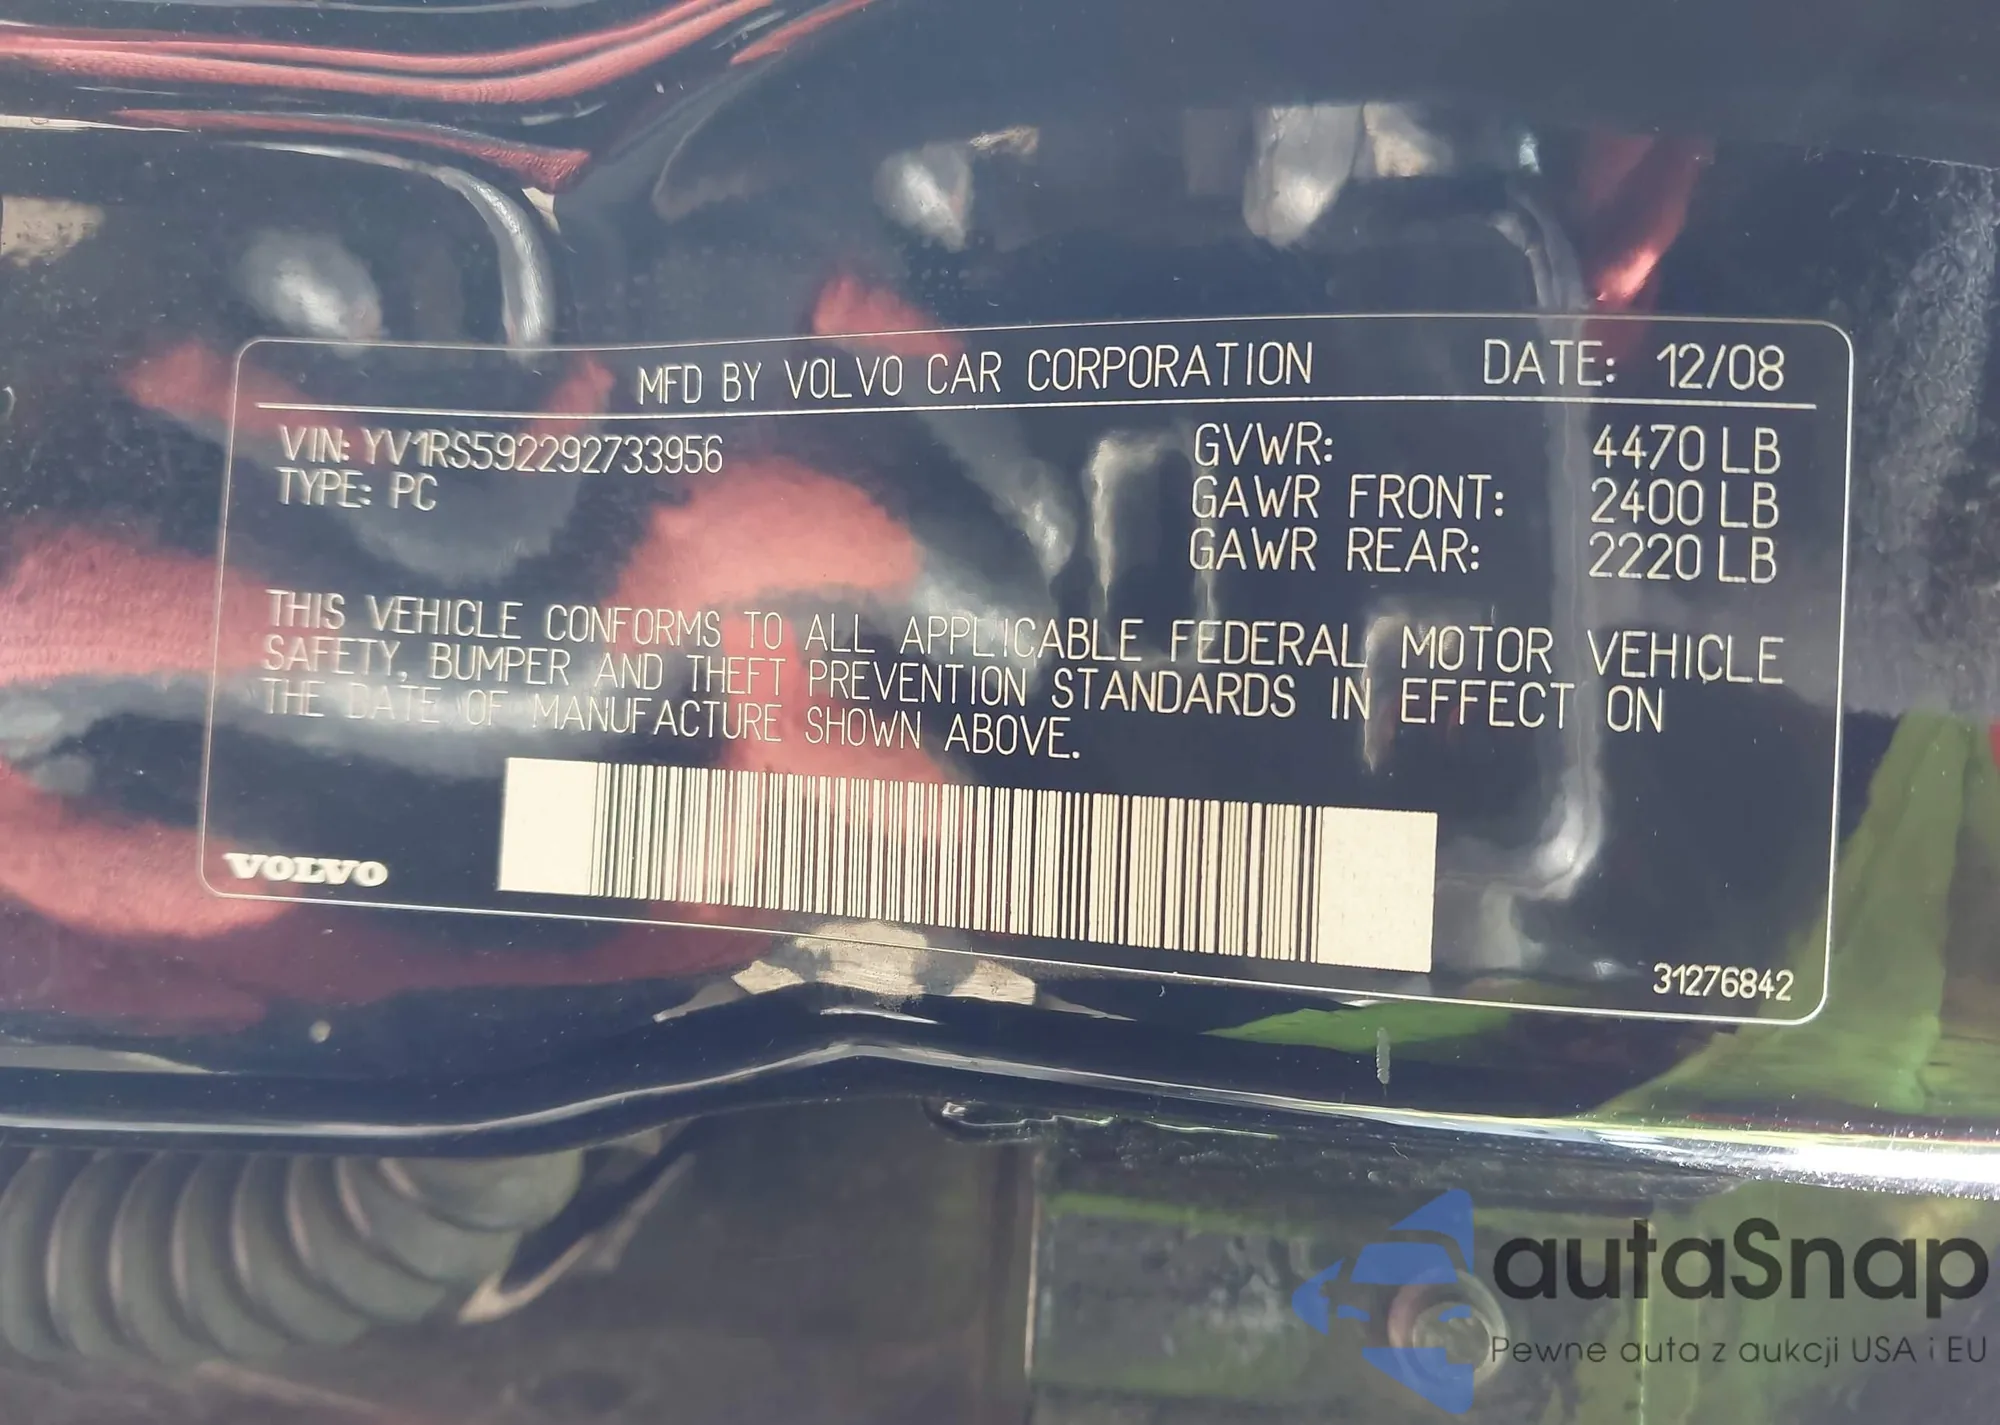 MFD BY VOLVO CAR CORPORATION DATE: 12/08
VIN: YV1RS592292733956 GVWR: 4470 LB
TYPE: PC GAWR FRONT: 2400 LB
GAWR REAR: 2220 LB
THIS VEHICLE CONFORMS TO ALL APPLICABLE FEDERAL MOTOR VEHICLE
SAFETY, BUMPER AND THEFT PREVENTION STANDARDS IN EFFECT ON
THE DATE OF MANUFACTURE SHOWN ABOVE.
VOLVO
31276842
autaSnap
Pewne auta z aukcji USA i EU